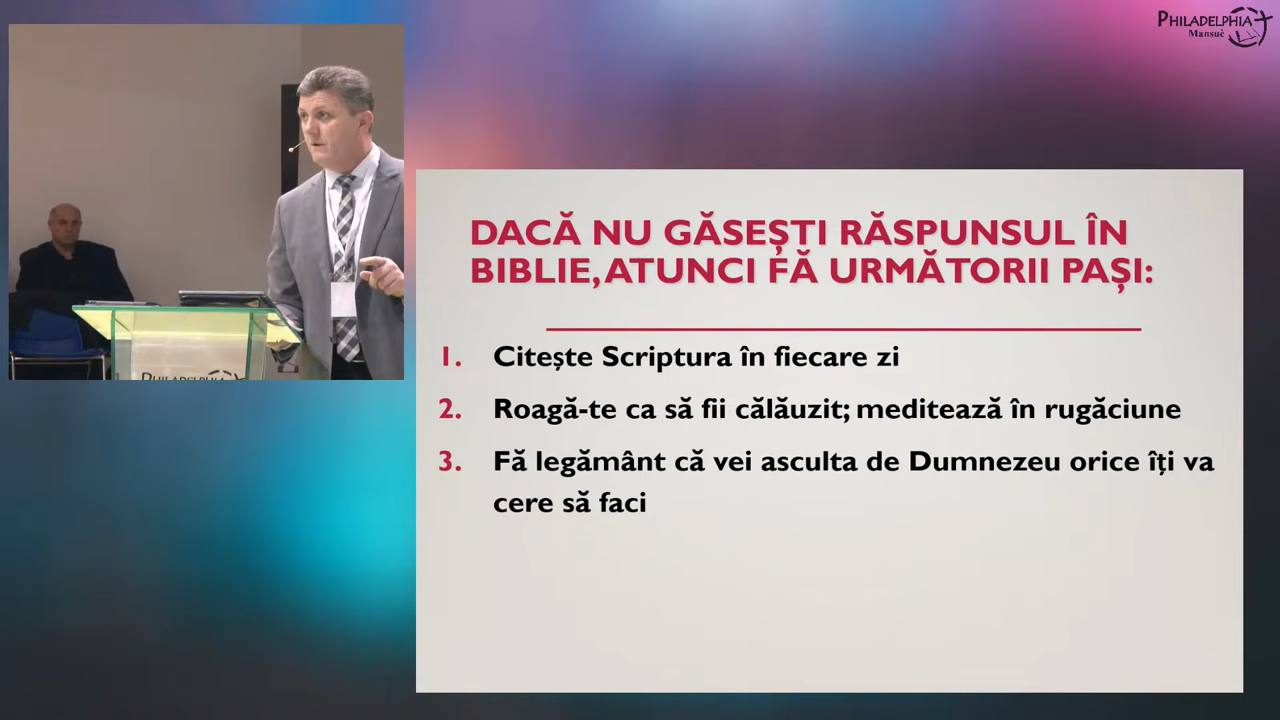 PHILADELPHIA
Mansuè
DACĂ NU GĂSEȘTI RĂSPUNSUL ÎN
BIBLIE, ATUNCI FĂ URMĂTORII PAȘI:
1. Citește Scriptura în fiecare zi
2. Roagă-te ca să fii călăuzit; meditează în rugăciune
3. Fă legământ că vei asculta de Dumnezeu orice îți va
cere să faci
PHILADELPHIA